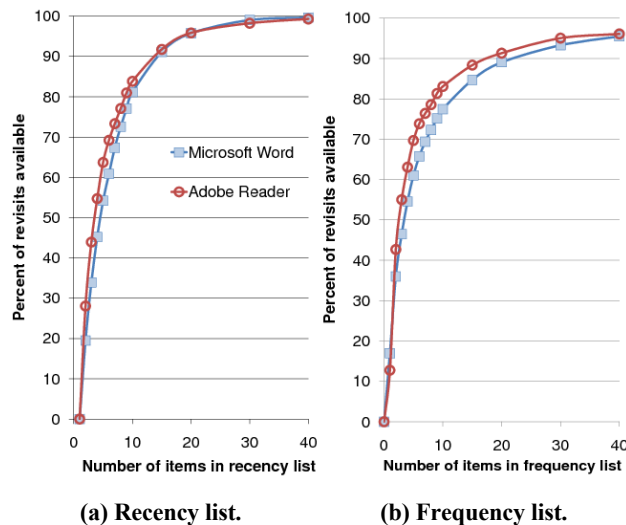 100
90
80
70
60
50
40
30
20
10
0
Percent of revisits available
Microsoft Word
Adobe Reader
0 10 20 30 40
Number of items in recency list
(a) Recency list.
100
90
80
70
60
50
40
30
20
10
0
Percent of revisits available
0 10 20 30 40
Number of items in frequency list
(b) Frequency list.